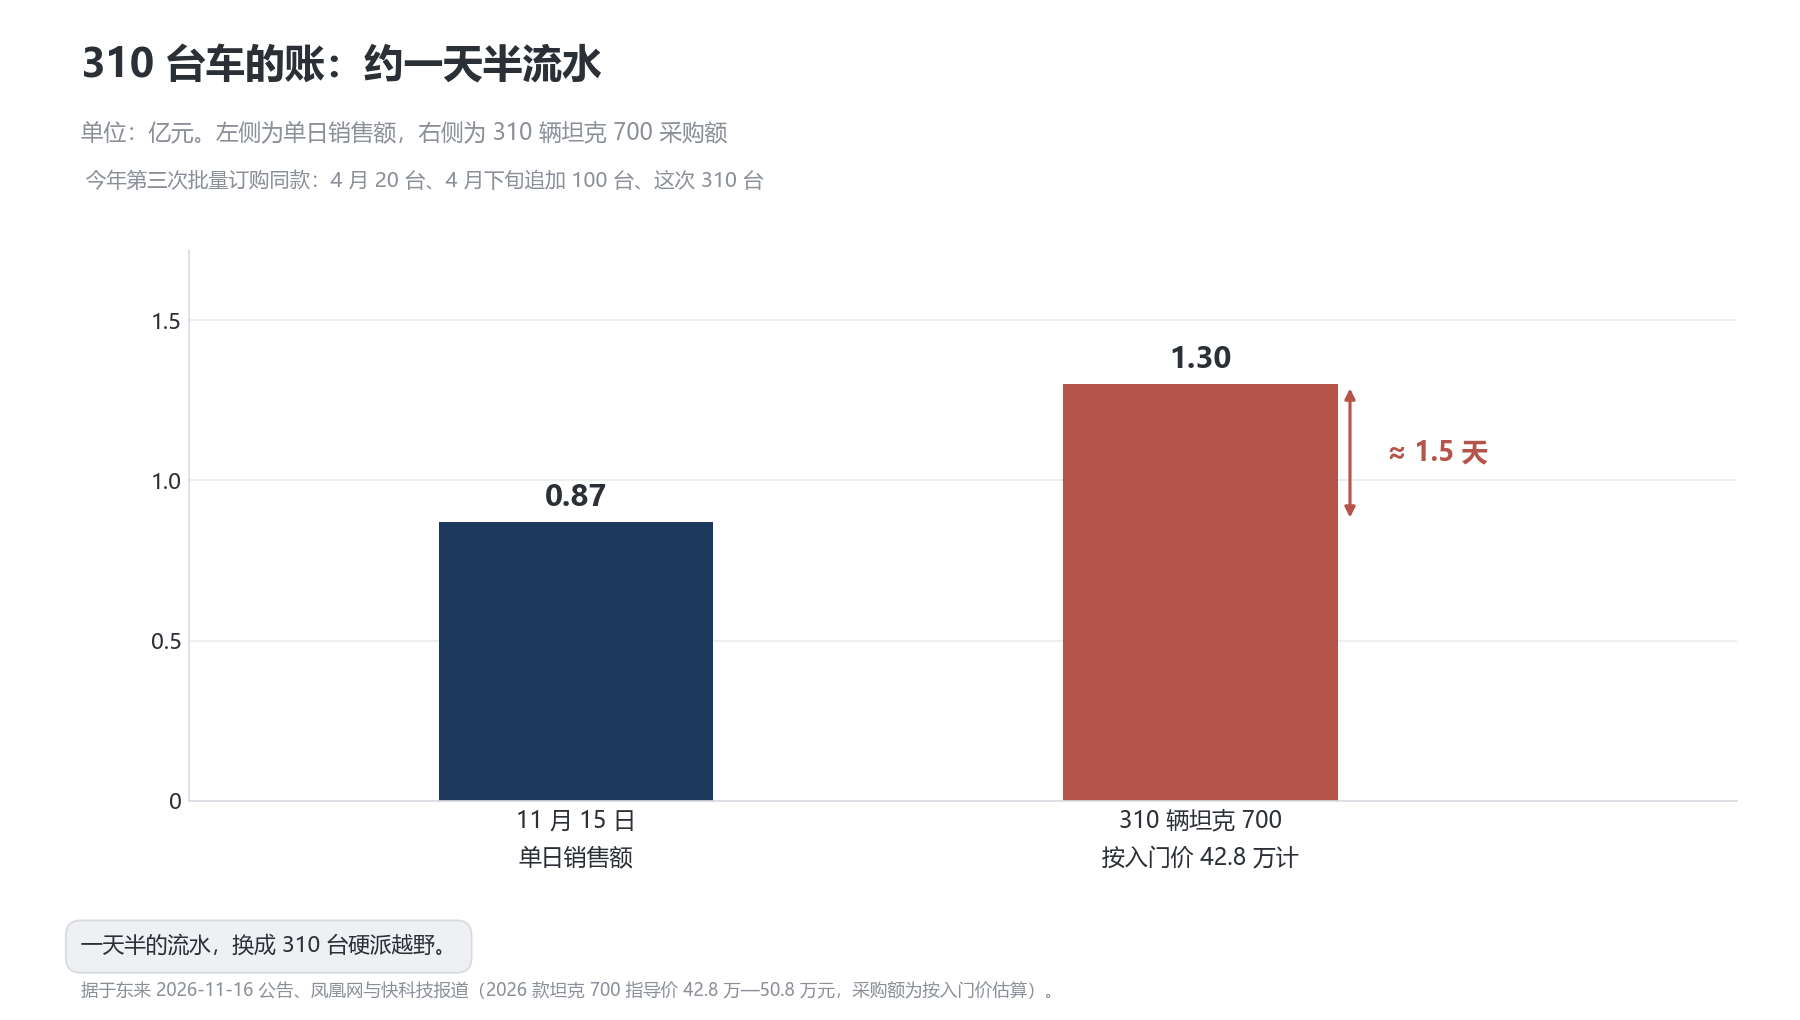 310 台车的账：约一天半流水
单位：亿元。左侧为单日销售额，右侧为 310 辆坦克 700 采购额
今年第三次批量订购同款：4 月 20 台、4 月下旬追加 100 台、这次 310 台
1.5
1.0
0.5
0
0.87
1.30
≈ 1.5 天
11 月 15 日
单日销售额
310 辆坦克 700
按入门价 42.8 万计
一天半的流水，换成 310 台硬派越野。
据于东来 2026-11-16 公告、凤凰网与快科技报道（2026 款坦克 700 指导价 42.8 万—50.8 万元，采购额为按入门价估算）。